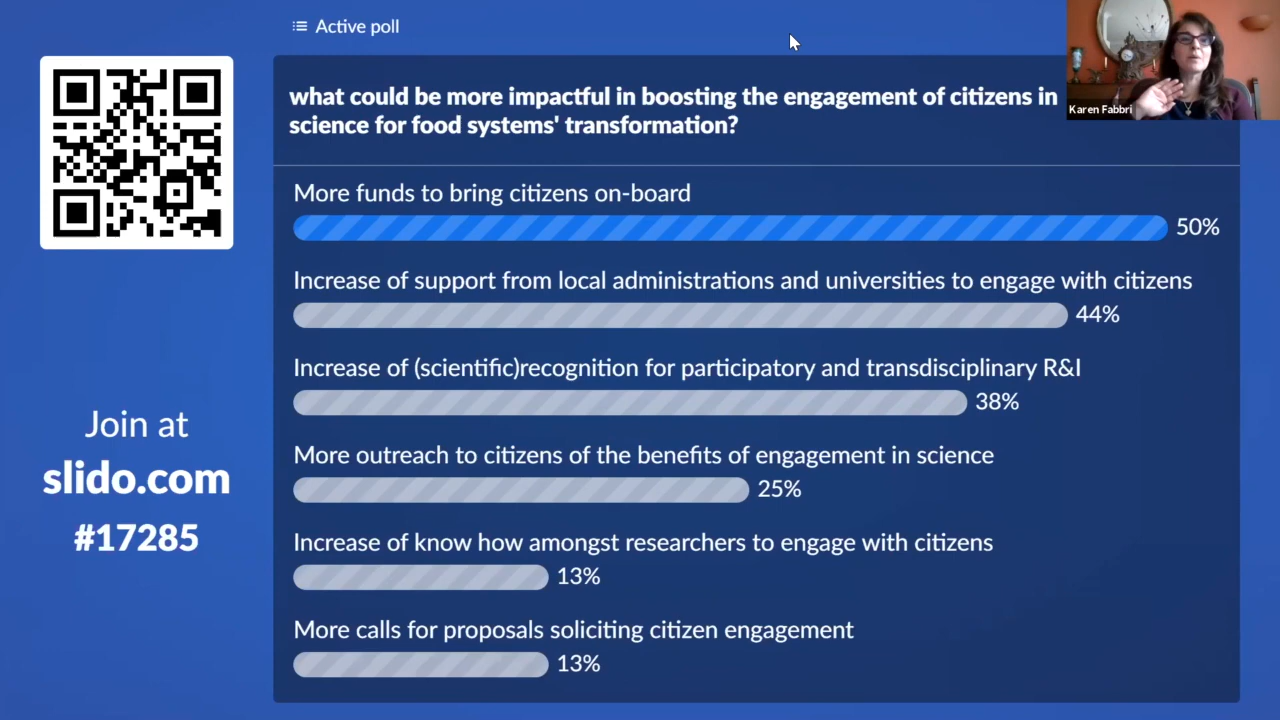 Active poll
Karen Fabbri
what could be more impactful in boosting the engagement of citizens in
science for food systems' transformation?
More funds to bring citizens on-board
50%
Increase of support from local administrations and universities to engage with citizens
44%
Increase of (scientific)recognition for participatory and transdisciplinary R&I
38%
More outreach to citizens of the benefits of engagement in science
25%
Increase of know how amongst researchers to engage with citizens
13%
More calls for proposals soliciting citizen engagement
13%
Join at
slido.com
#17285